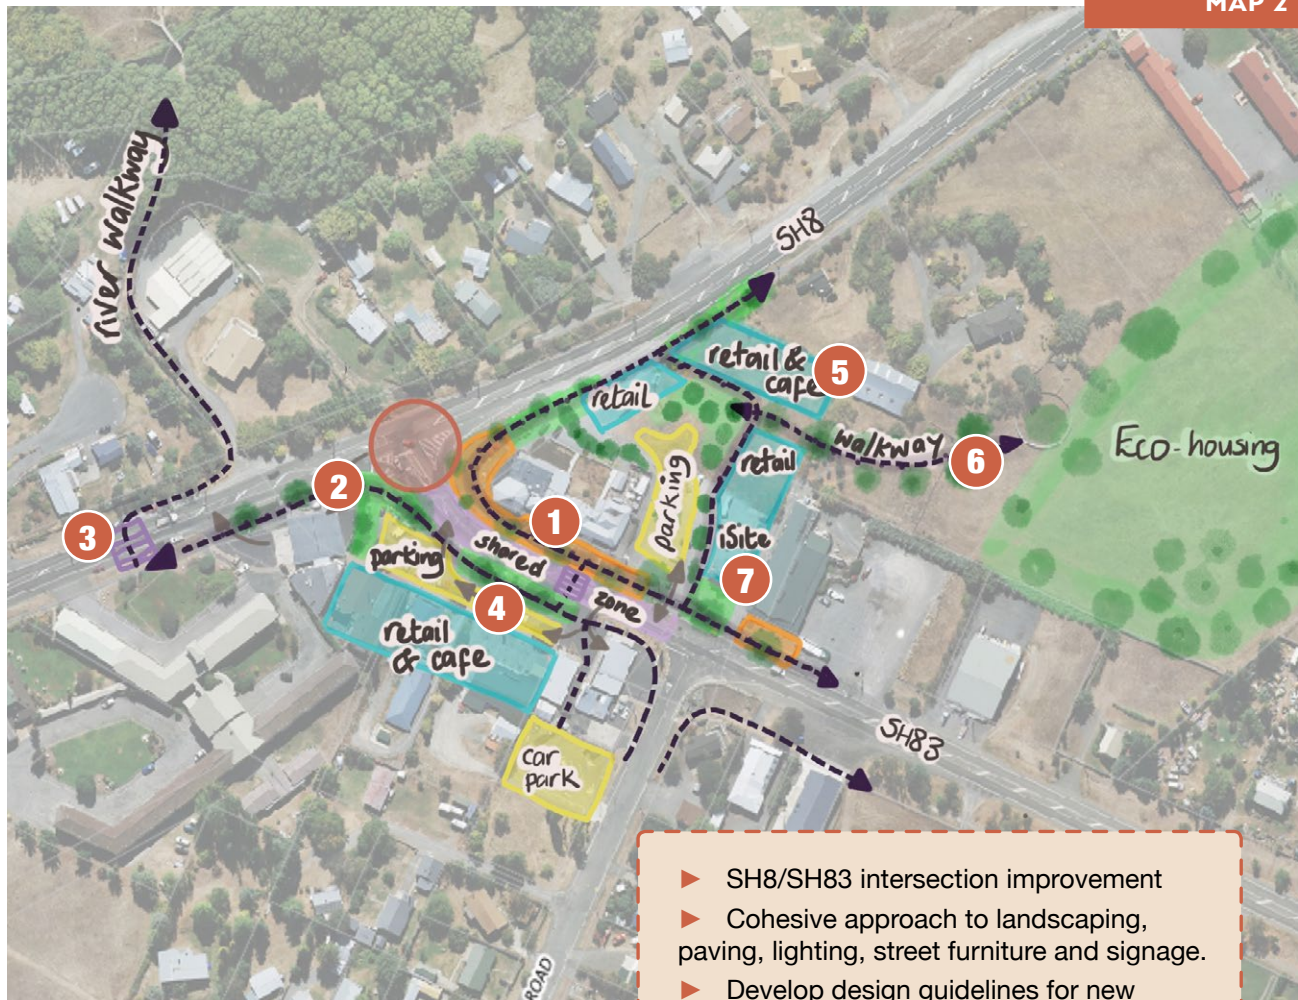 MAP 2
river walkway
SH8
retail &
cafe
5
retail
walkway
6
Eco-housing
retail
parking
2
3
1
iSite
7
shared
zone
parking
4
retail
& cafe
SH83
car
park
ROAD
► SH8/SH83 intersection improvement
► Cohesive approach to landscaping,
paving, lighting, street furniture and signage.
► Develop design guidelines for new